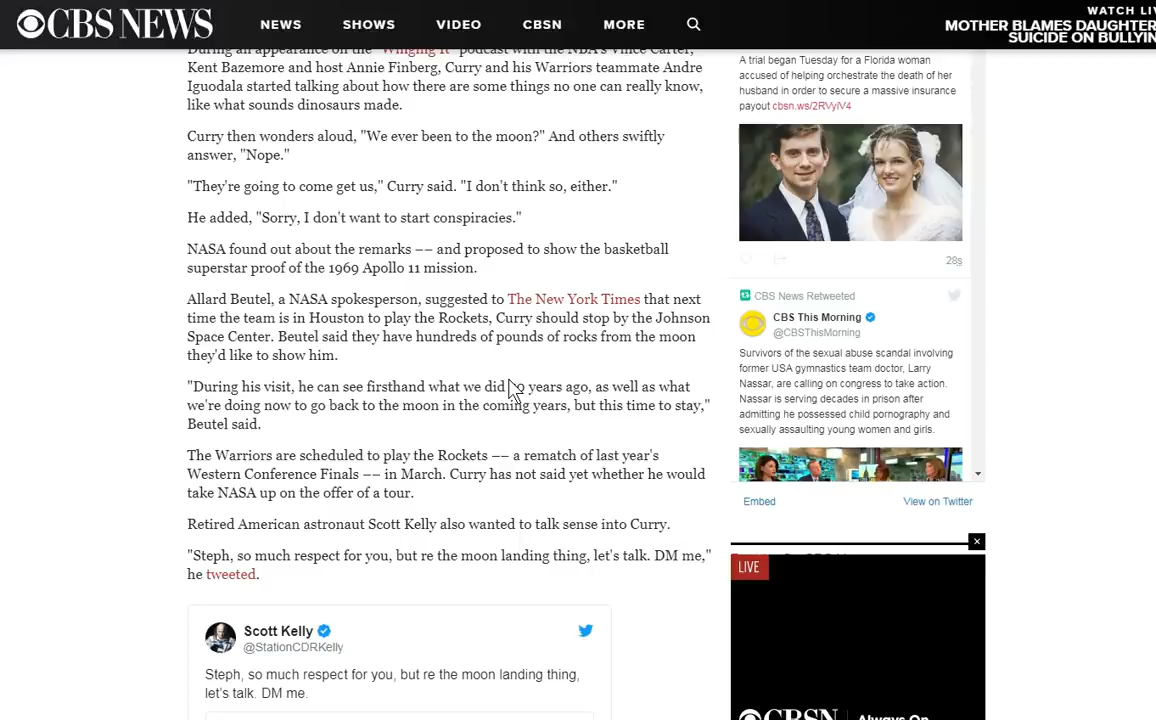 CBS NEWS
NEWS SHOWS VIDEO CBSN MORE
WATCH LIV
MOTHER BLAMES DAUGHTER
SUICIDE ON BULLYIN
During an appearance on the "Winging It" podcast with the NBA's Vince Carter,
Kent Bazemore and host Annie Finberg, Curry and his Warriors teammate Andre
Iguodala started talking about how there are some things no one can really know,
like what sounds dinosaurs made.
Curry then wonders aloud, "We ever been to the moon?" And others swiftly
answer, "Nope."
"They're going to come get us," Curry said. "I don't think so, either."
He added, "Sorry, I don't want to start conspiracies."
NASA found out about the remarks –– and proposed to show the basketball
superstar proof of the 1969 Apollo 11 mission.
Allard Beutel, a NASA spokesperson, suggested to The New York Times that next
time the team is in Houston to play the Rockets, Curry should stop by the Johnson
Space Center. Beutel said they have hundreds of pounds of rocks from the moon
they'd like to show him.
"During his visit, he can see firsthand what we did years ago, as well as what
we're doing now to go back to the moon in the coming years, but this time to stay,"
Beutel said.
The Warriors are scheduled to play the Rockets –– a rematch of last year's
Western Conference Finals –– in March. Curry has not said yet whether he would
take NASA up on the offer of a tour.
Retired American astronaut Scott Kelly also wanted to talk sense into Curry.
"Steph, so much respect for you, but re the moon landing thing, let's talk. DM me,"
he tweeted.
Scott Kelly
@StationCDRKelly
Steph, so much respect for you, but re the moon landing thing,
let's talk. DM me.
A trial began Tuesday for a Florida woman
accused of helping orchestrate the death of her
husband in order to secure a massive insurance
payout cbsn.ws/2RVyiV4
28s
CBS News Retweeted
CBS This Morning
@CBSThisMorning
Survivors of the sexual abuse scandal involving
former USA gymnastics team doctor, Larry
Nassar, are calling on congress to take action.
Nassar is serving decades in prison after
admitting he possessed child pornography and
sexually assaulting young women and girls.
Embed View on Twitter
LIVE
CBSN Always On